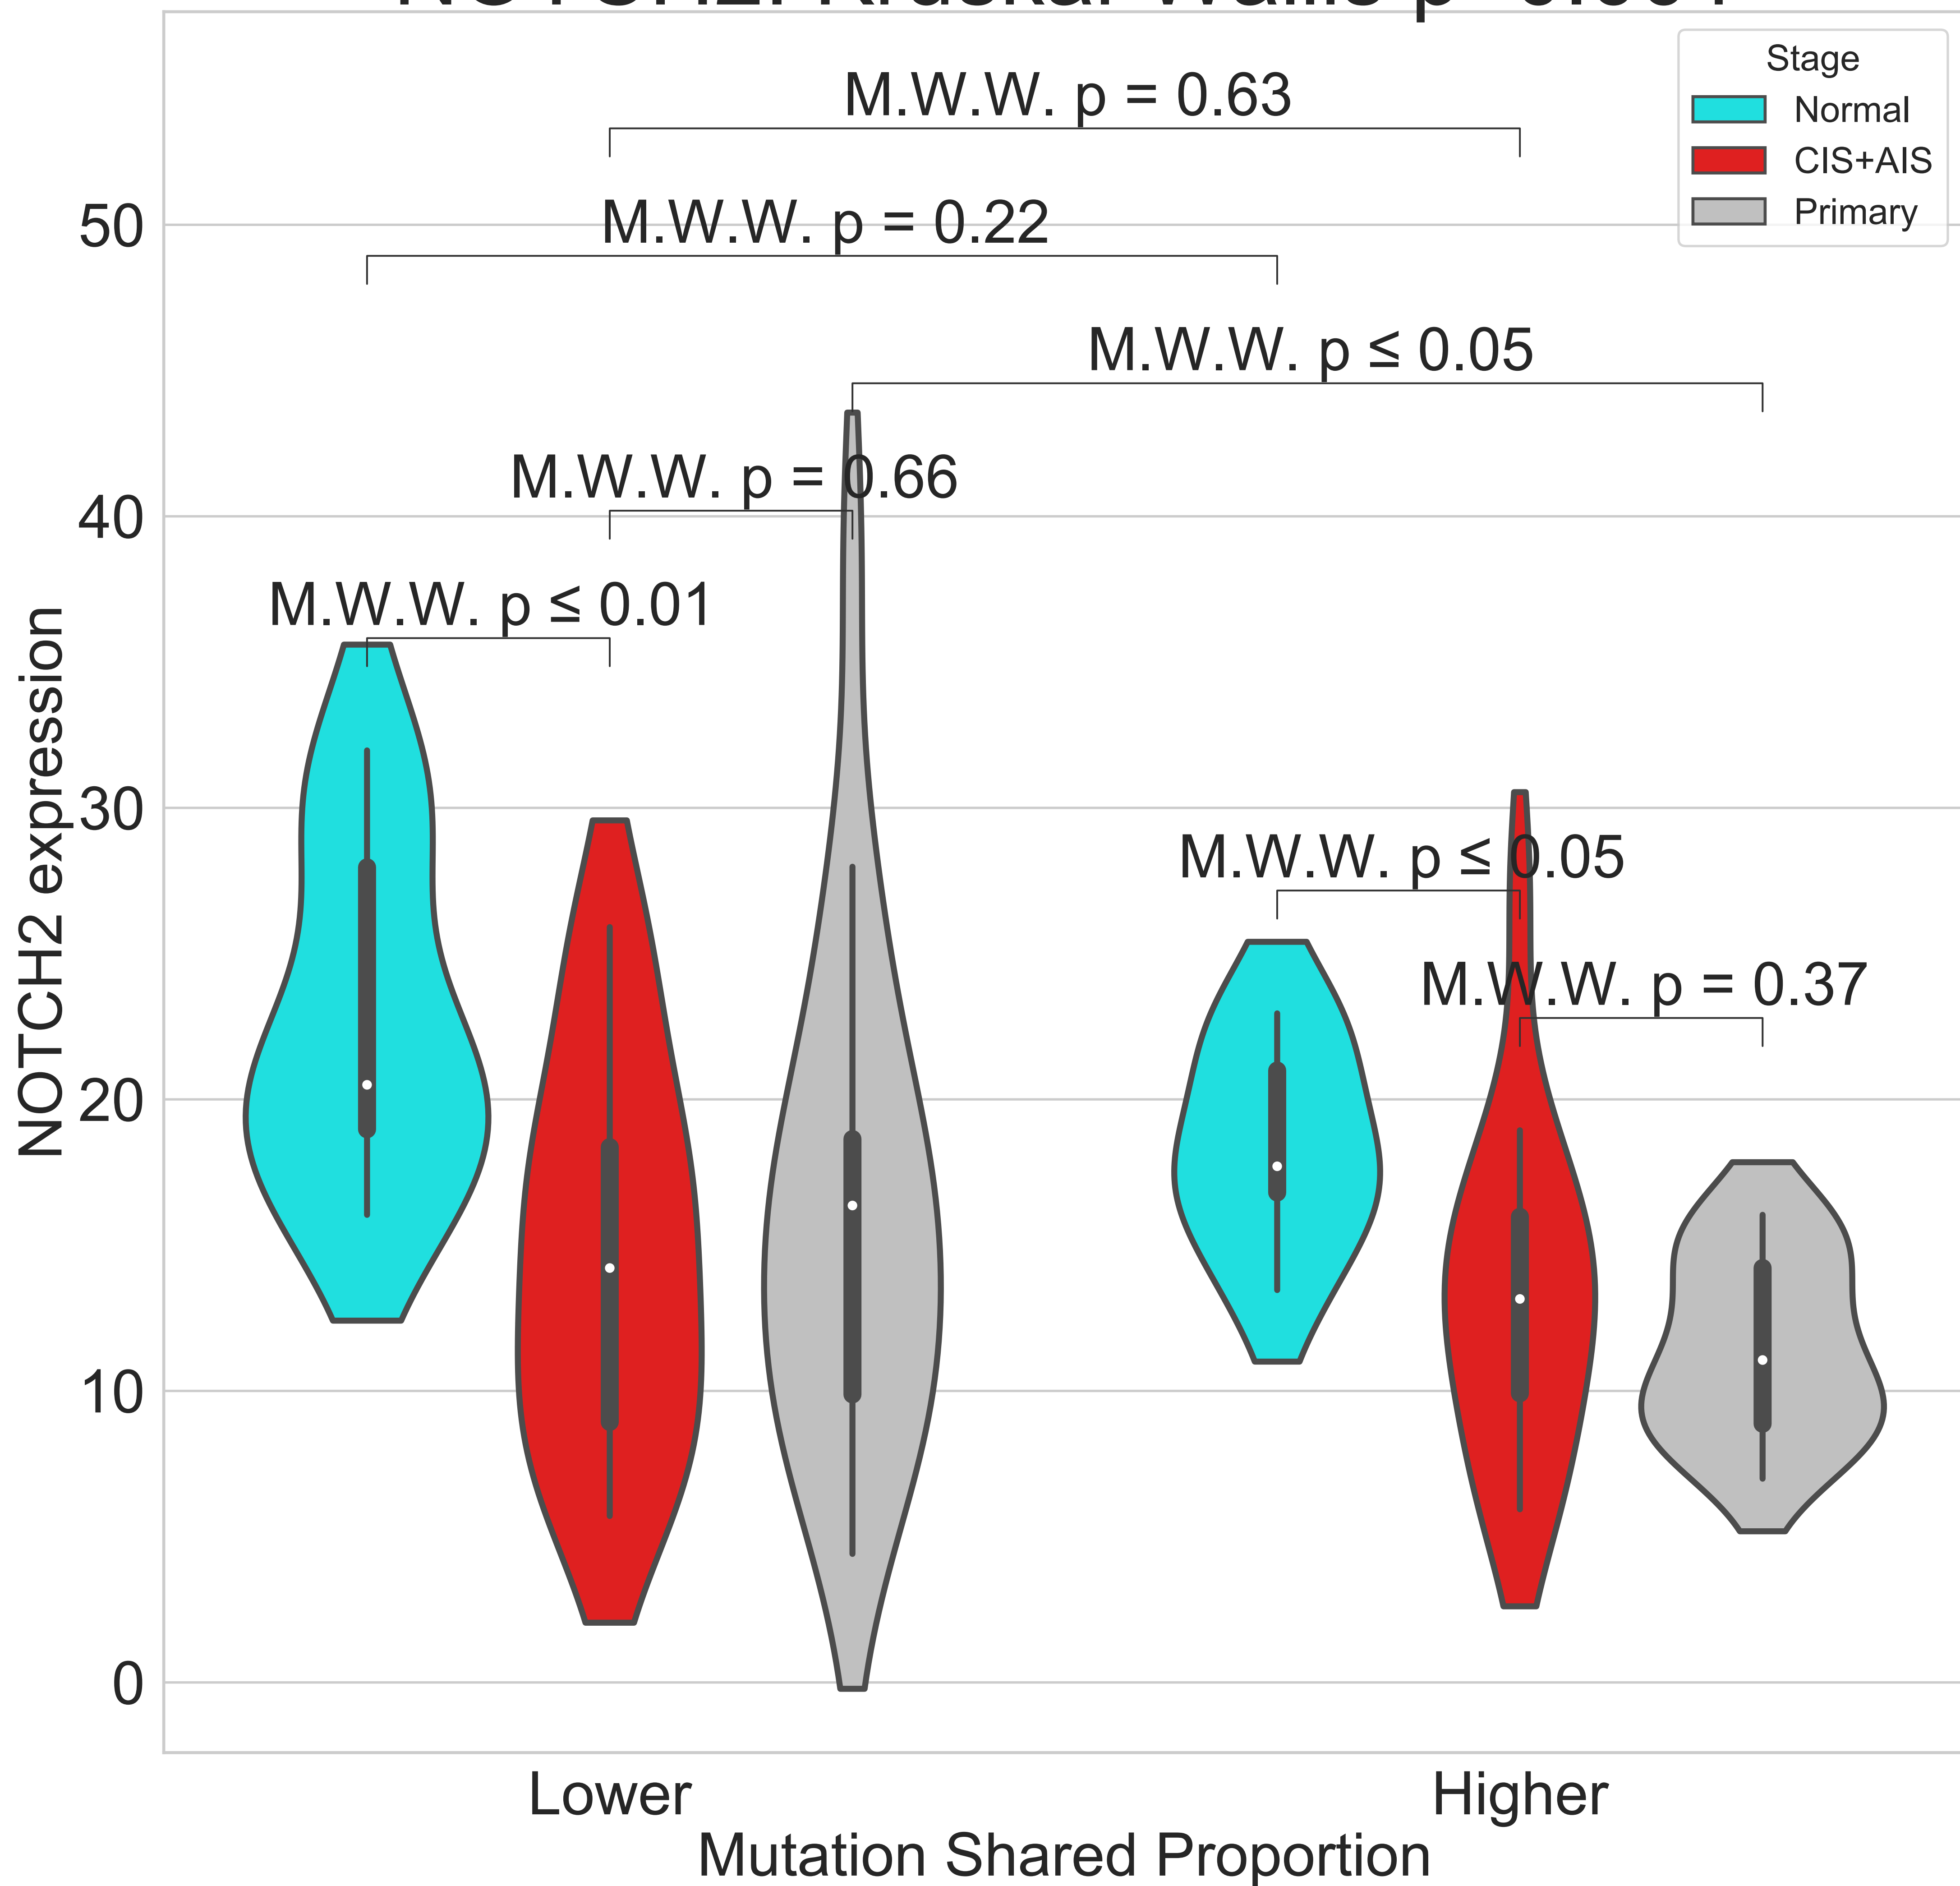 Stage
Normal
CIS+AIS
Primary
M.W.W. p = 0.63
M.W.W. p = 0.22
M.W.W. p ≤ 0.05
M.W.W. p = 0.66
M.W.W. p ≤ 0.01
M.W.W. p ≤ 0.05
M.W.W. p = 0.37
50
40
30
20
10
0
NOTCH2 expression
Lower
Higher
Mutation Shared Proportion